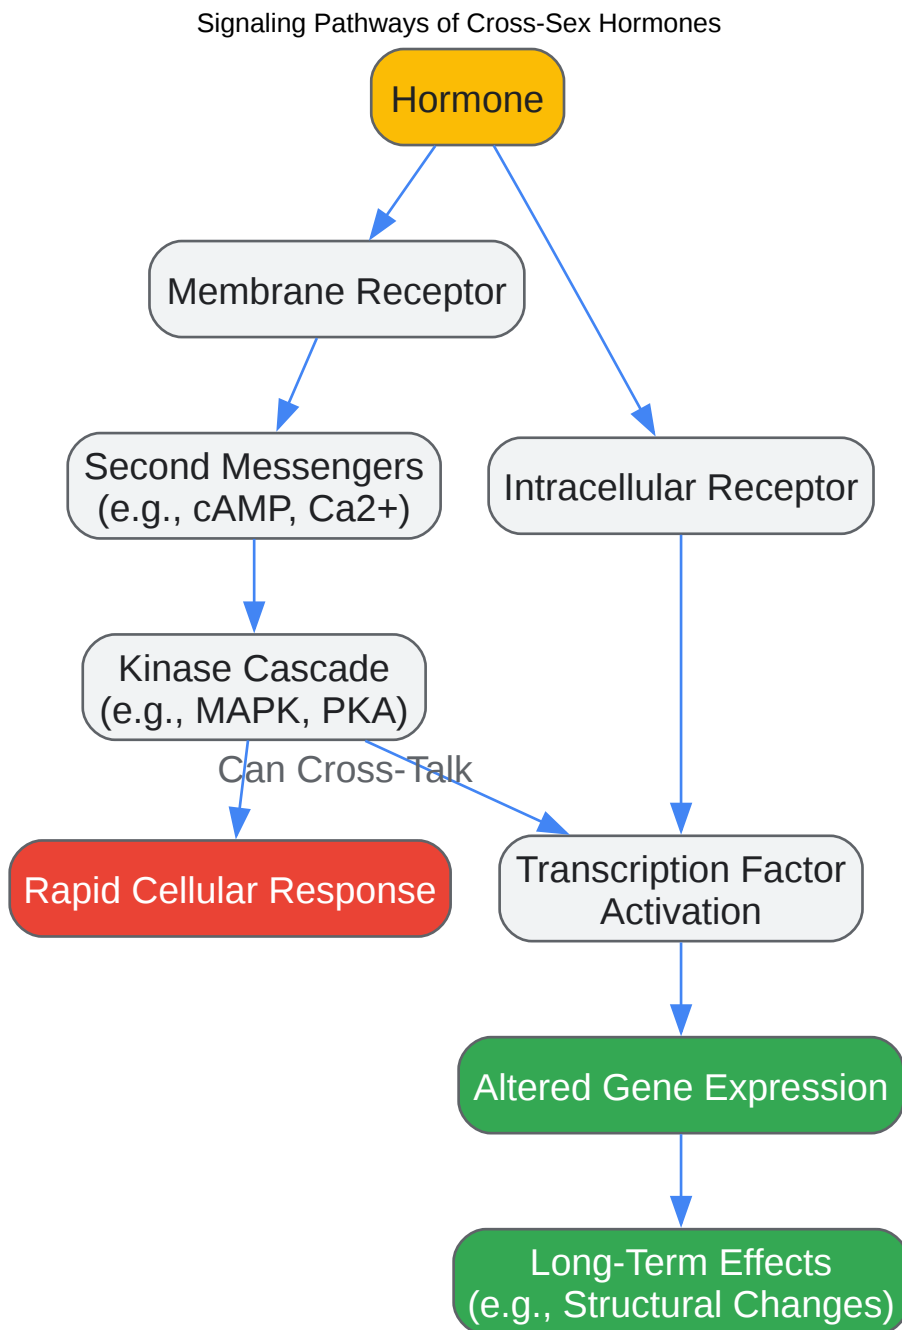 Signaling Pathways of Cross-Sex Hormones
Hormone
Membrane Receptor
Second Messengers
(e.g., cAMP, Ca2+)
Intracellular Receptor
Kinase Cascade
(e.g., MAPK, PKA)
Can Cross-Talk
Rapid Cellular Response
Transcription Factor
Activation
Altered Gene Expression
Long-Term Effects
(e.g., Structural Changes)